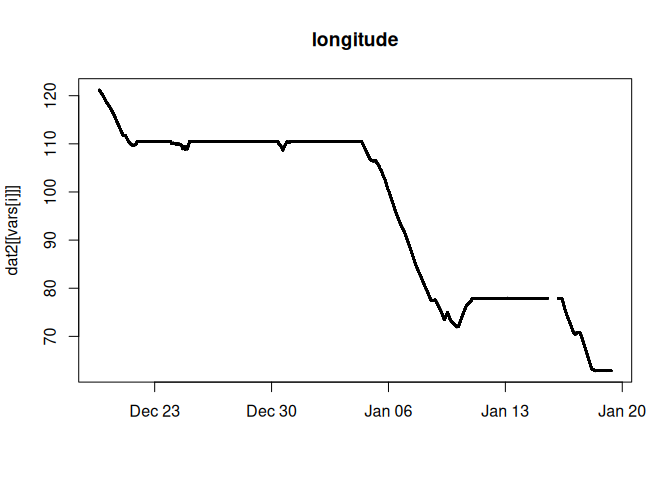 longitude
dat2[[vars[i]]]
120
110
100
90
80
70
Dec 23
Dec 30
Jan 06
Jan 13
Jan 20